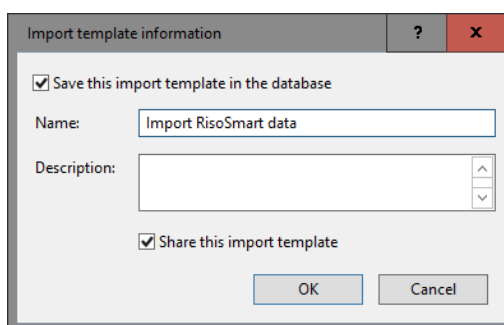 Import template information ? x
Save this import template in the database
Name: Import RisoSmart data
Description:
Share this import template
OK Cancel